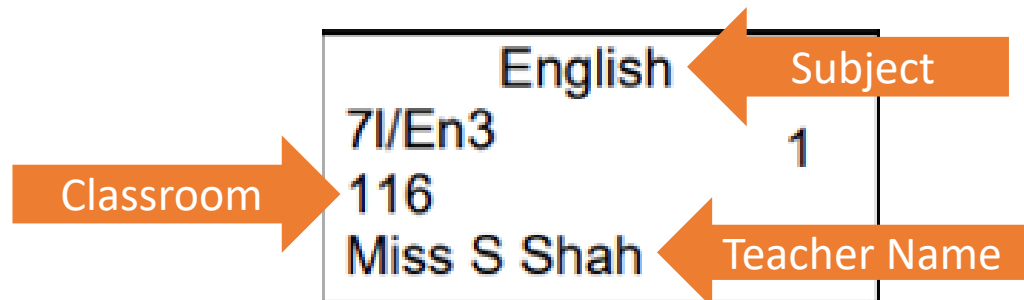 English
Subject
7I/En3
1
Classroom
116
Miss S Shah
Teacher Name